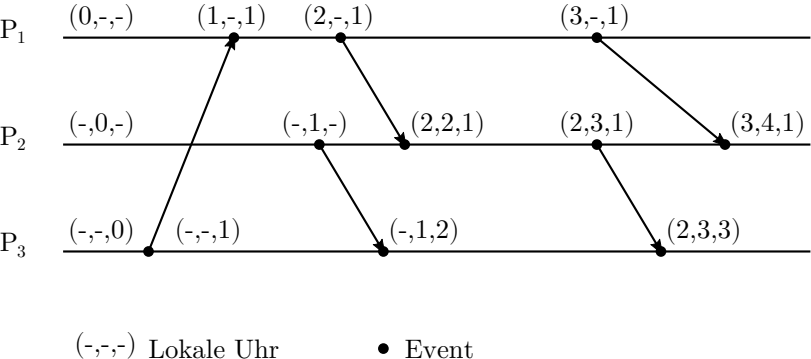 P1 (0,-,-) (1,-,1) (2,-,1) (3,-,1)
P2 (-,0,-) (-,1,-) (2,2,1) (2,3,1) (3,4,1)
P3 (-,-,0) (-,-,1) (-,1,2) (2,3,3)
(-,-,-) Lokale Uhr Event